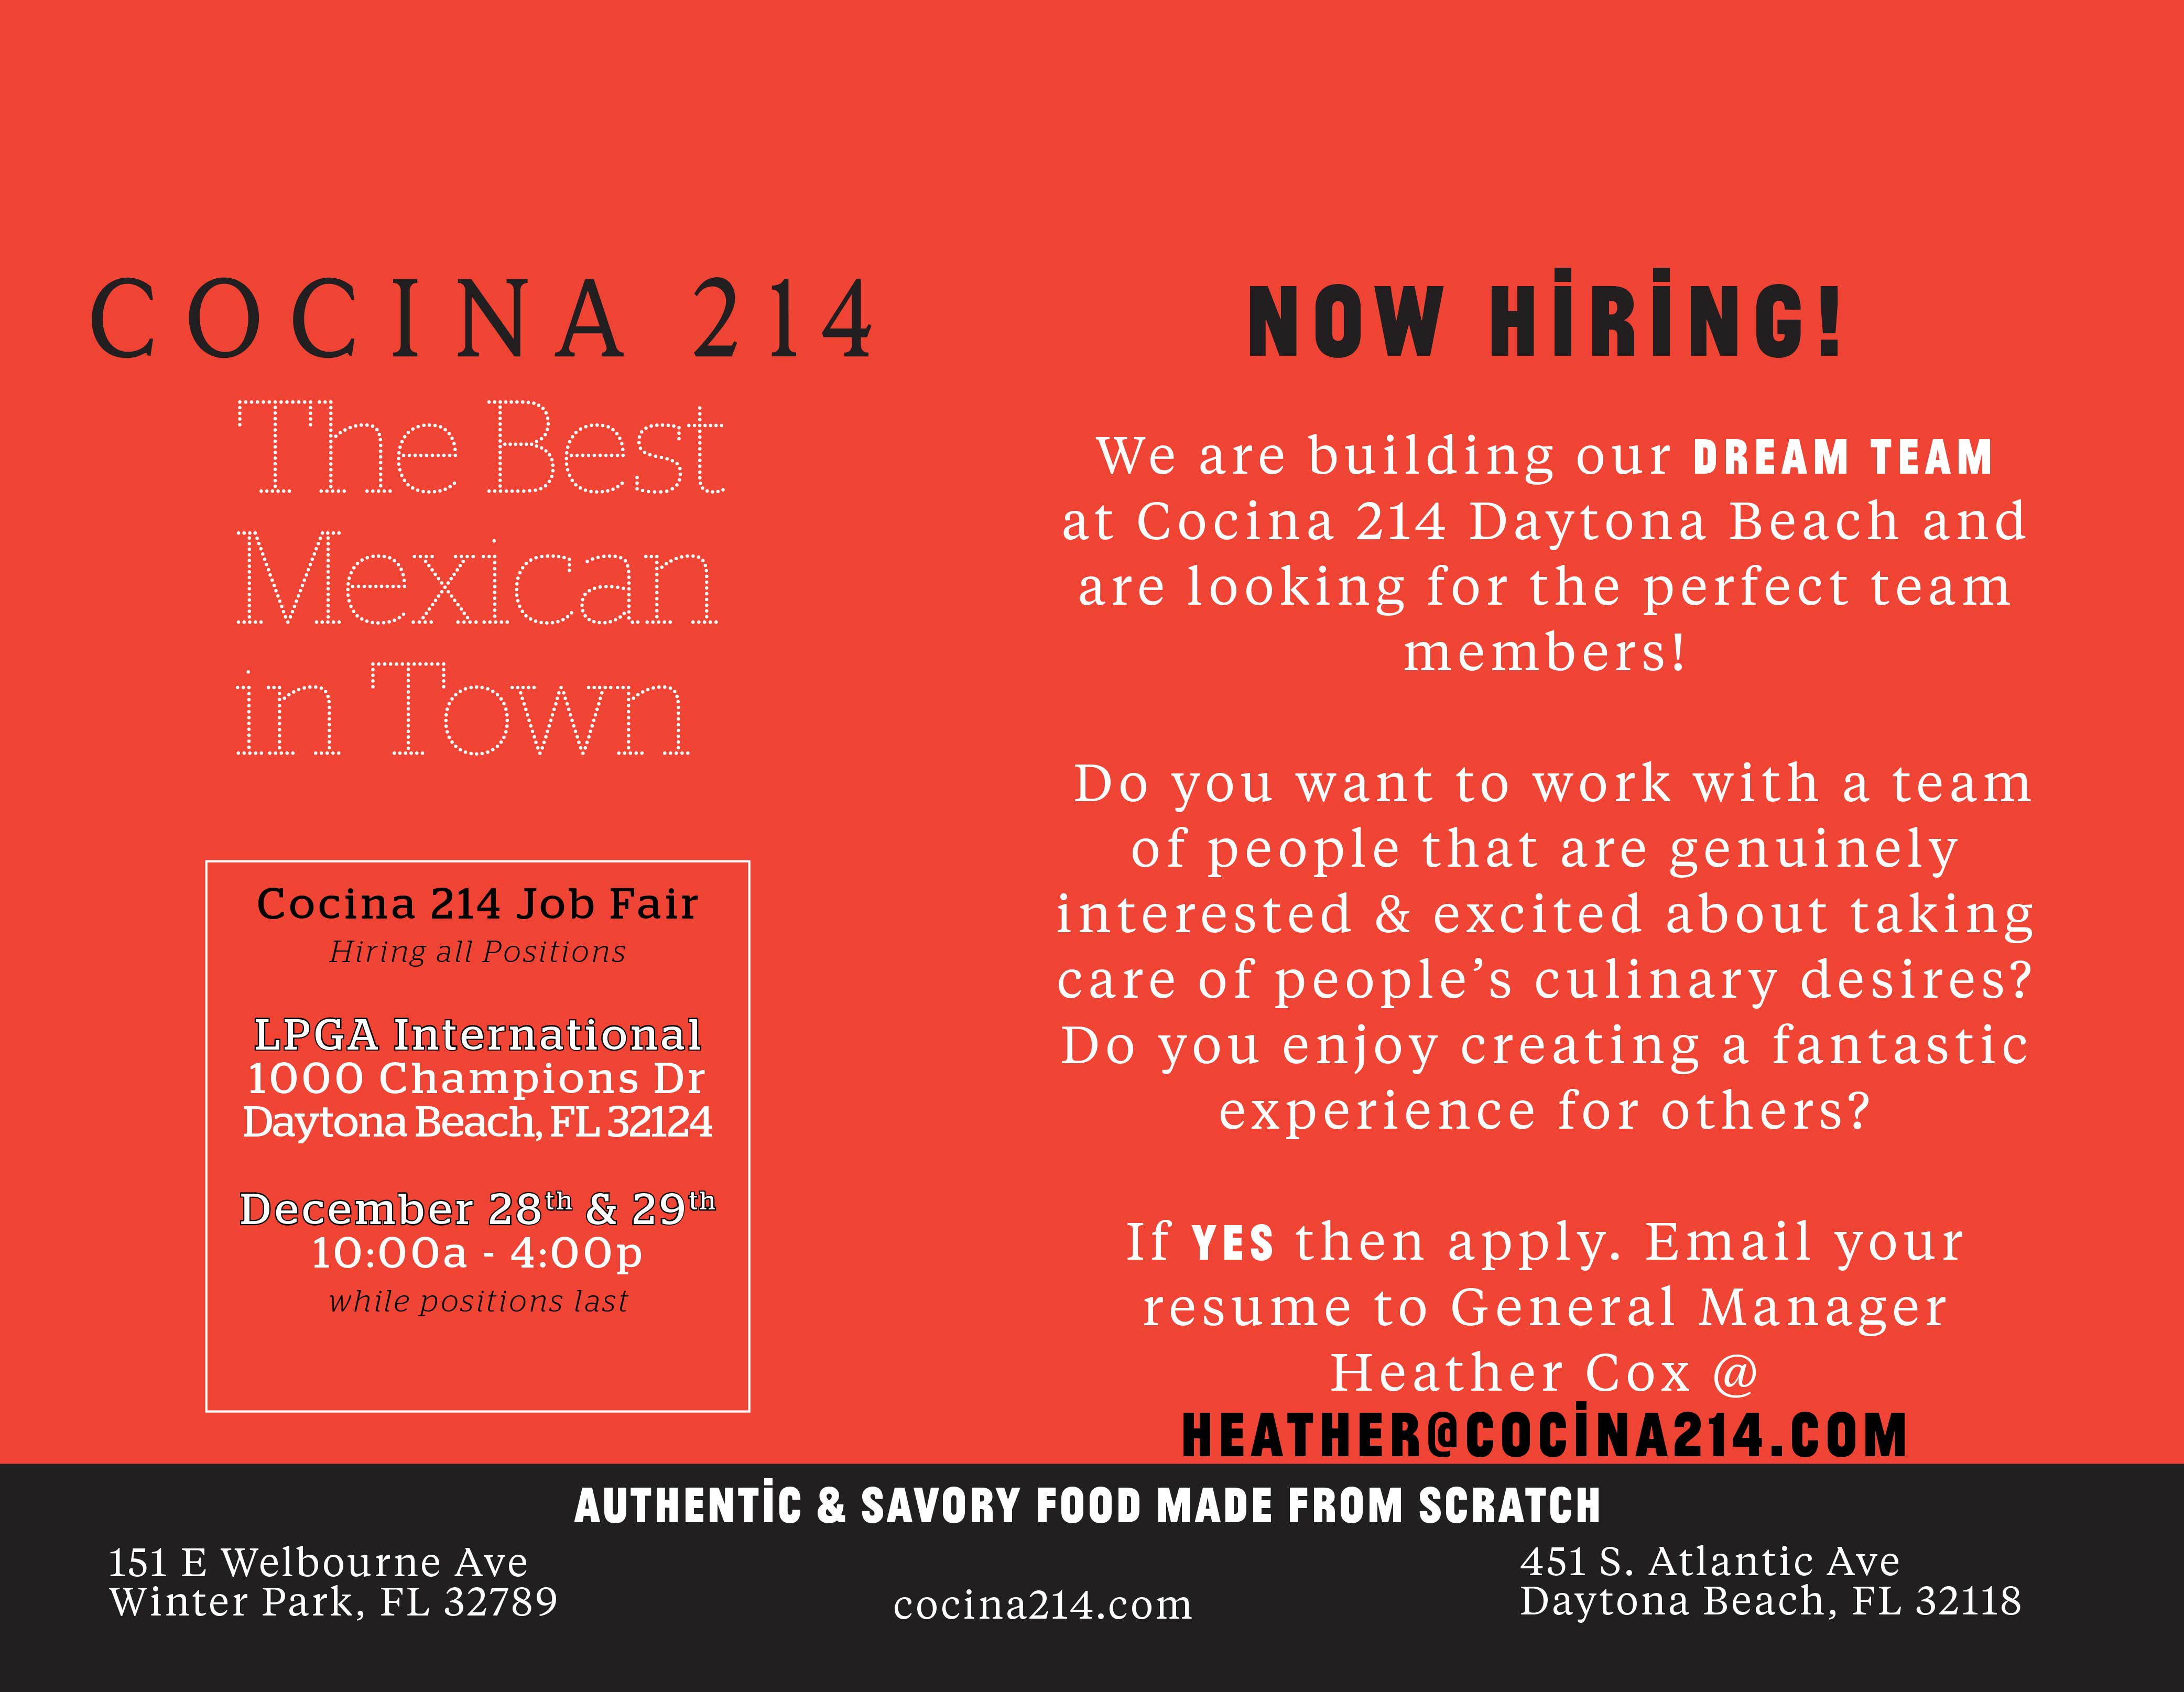 COCINA 214
The Best
Mexican
in Town
Cocina 214 Job Fair
Hiring all Positions
LPGA International
1000 Champions Dr
Daytona Beach, FL 32124
December 28th & 29th
10:00a - 4:00p
while positions last
NOW HIRING!
We are building our DREAM TEAM
at Cocina 214 Daytona Beach and
are looking for the perfect team
members!
Do you want to work with a team
of people that are genuinely
interested & excited about taking
care of people’s culinary desires?
Do you enjoy creating a fantastic
experience for others?
If YES then apply. Email your
resume to General Manager
Heather Cox @
HEATHER@COCINA214.COM
AUTHENTIC & SAVORY FOOD MADE FROM SCRATCH
151 E Welbourne Ave
Winter Park, FL 32789
cocina214.com
451 S. Atlantic Ave
Daytona Beach, FL 32118